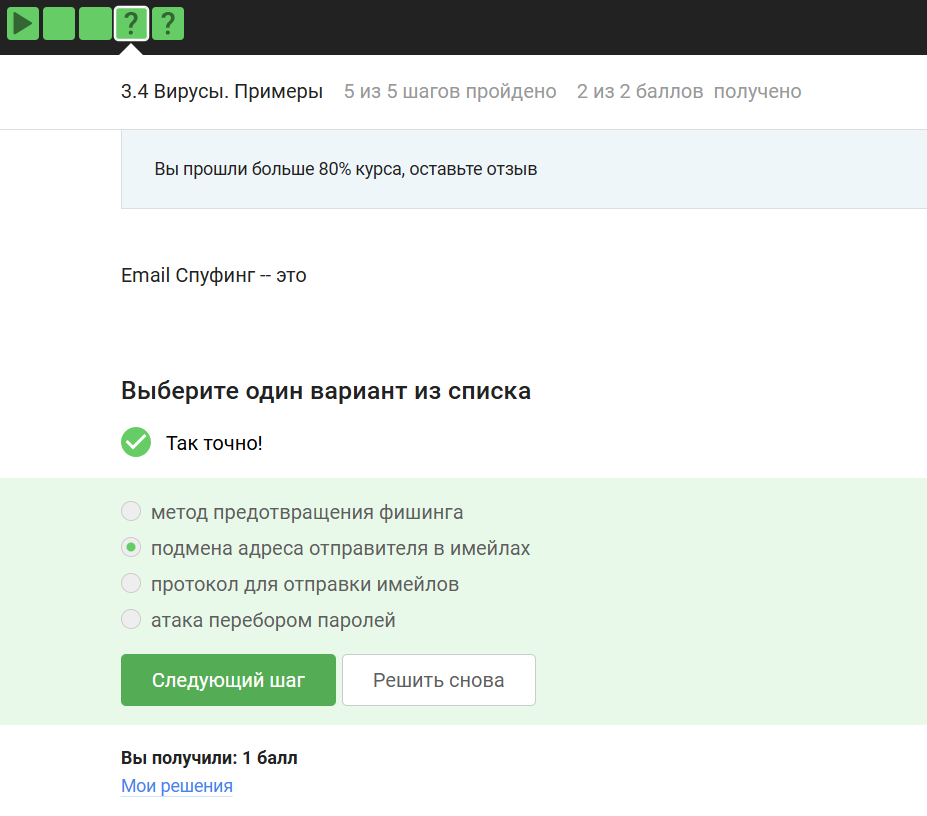 ? ?
3.4 Вирусы. Примеры 5 из 5 шагов пройдено 2 из 2 баллов получено
Вы прошли больше 80% курса, оставьте отзыв
Email Спуфинг -- это
Выберите один вариант из списка
Так точно!
метод предотвращения фишинга
подмена адреса отправителя в имейлах
протокол для отправки имейлов
атака перебором паролей
Следующий шаг Решить снова
Вы получили: 1 балл
Мои решения